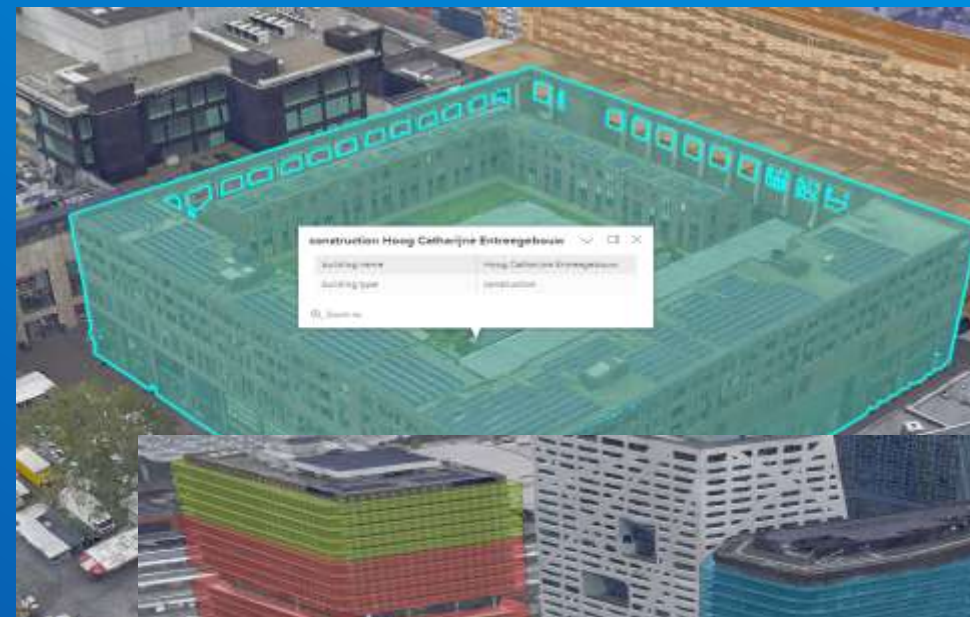 construction Hoog Catharijne Entreegebouw
building name Hoog Catharijne Entreegebouw
building type construction
Zoom to